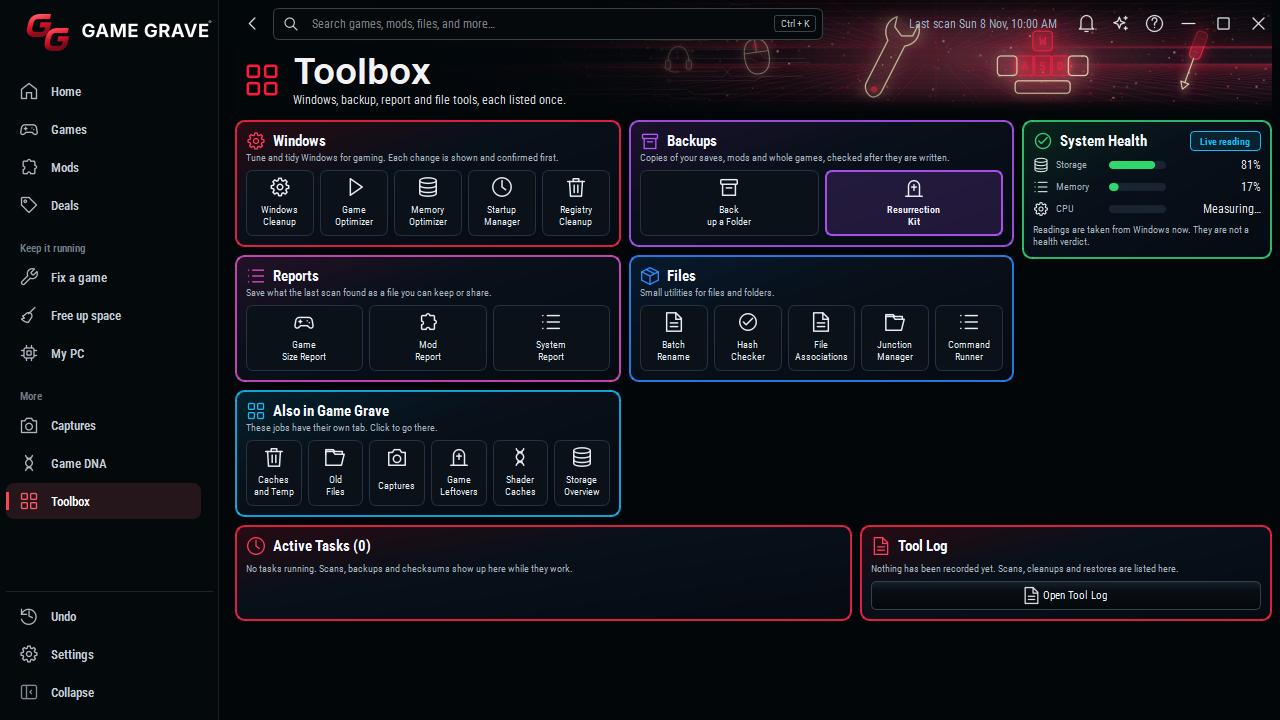 GG GAME GRAVE
Search games, mods, files, and more...
Ctrl + K
Last scan Sun 8 Nov, 10:00 AM
Home
Games
Mods
Deals
Keep it running
Fix a game
Free up space
My PC
More
Captures
Game DNA
Toolbox
Undo
Settings
Collapse
Toolbox
Windows, backup, report and file tools, each listed once.
W
A S D
Windows
Tune and tidy Windows for gaming. Each change is shown and confirmed first.
Windows
Cleanup
Game
Optimizer
Memory
Optimizer
Startup
Manager
Registry
Cleanup
Backups
Copies of your saves, mods and whole games, checked after they are written.
Back
up a Folder
Resurrection
Kit
System Health
Live reading
Storage 81%
Memory 17%
CPU Measuring...
Readings are taken from Windows now. They are not a
health verdict.
Reports
Save what the last scan found as a file you can keep or share.
Game
Size Report
Mod
Report
System
Report
Files
Small utilities for files and folders.
Batch
Rename
Hash
Checker
File
Associations
Junction
Manager
Command
Runner
Also in Game Grave
These jobs have their own tab. Click to go there.
Caches
and Temp
Old
Files
Captures
Game
Leftovers
Shader
Caches
Storage
Overview
Active Tasks (0)
No tasks running. Scans, backups and checksums show up here while they work.
Tool Log
Nothing has been recorded yet. Scans, cleanups and restores are listed here.
Open Tool Log